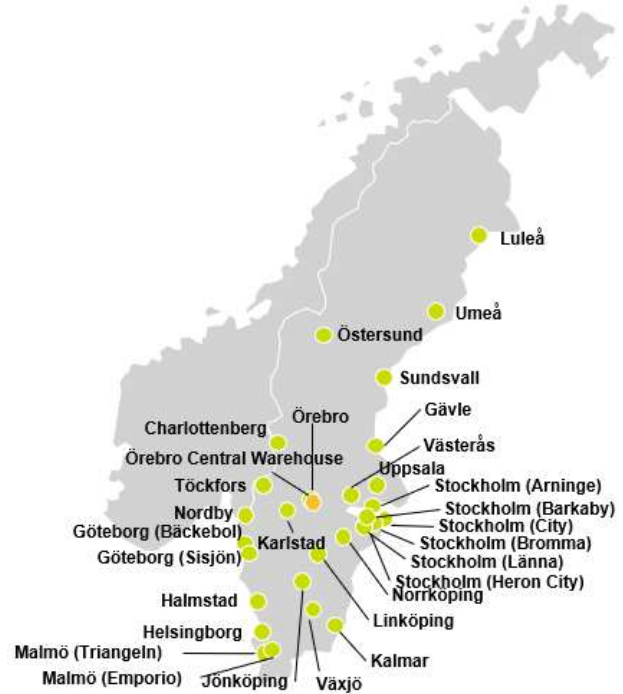 Luleå
Umeå
Östersund
Sundsvall
Örebro
Gävle
Charlottenberg
Västerås
Örebro Central Warehouse
Uppsala
Töckfors
Stockholm (Arninge)
Nordby
Stockholm (Barkaby)
Göteborg (Bäckebol)
Stockholm (City)
Karlstad
Stockholm (Bromma)
Göteborg (Sisjön)
Stockholm (Länna)
Stockholm (Heron City)
Norrköping
Halmstad
Linköping
Helsingborg
Malmö (Triangeln)
Kalmar
Malmö (Emporio)
Jönköping
Växjö